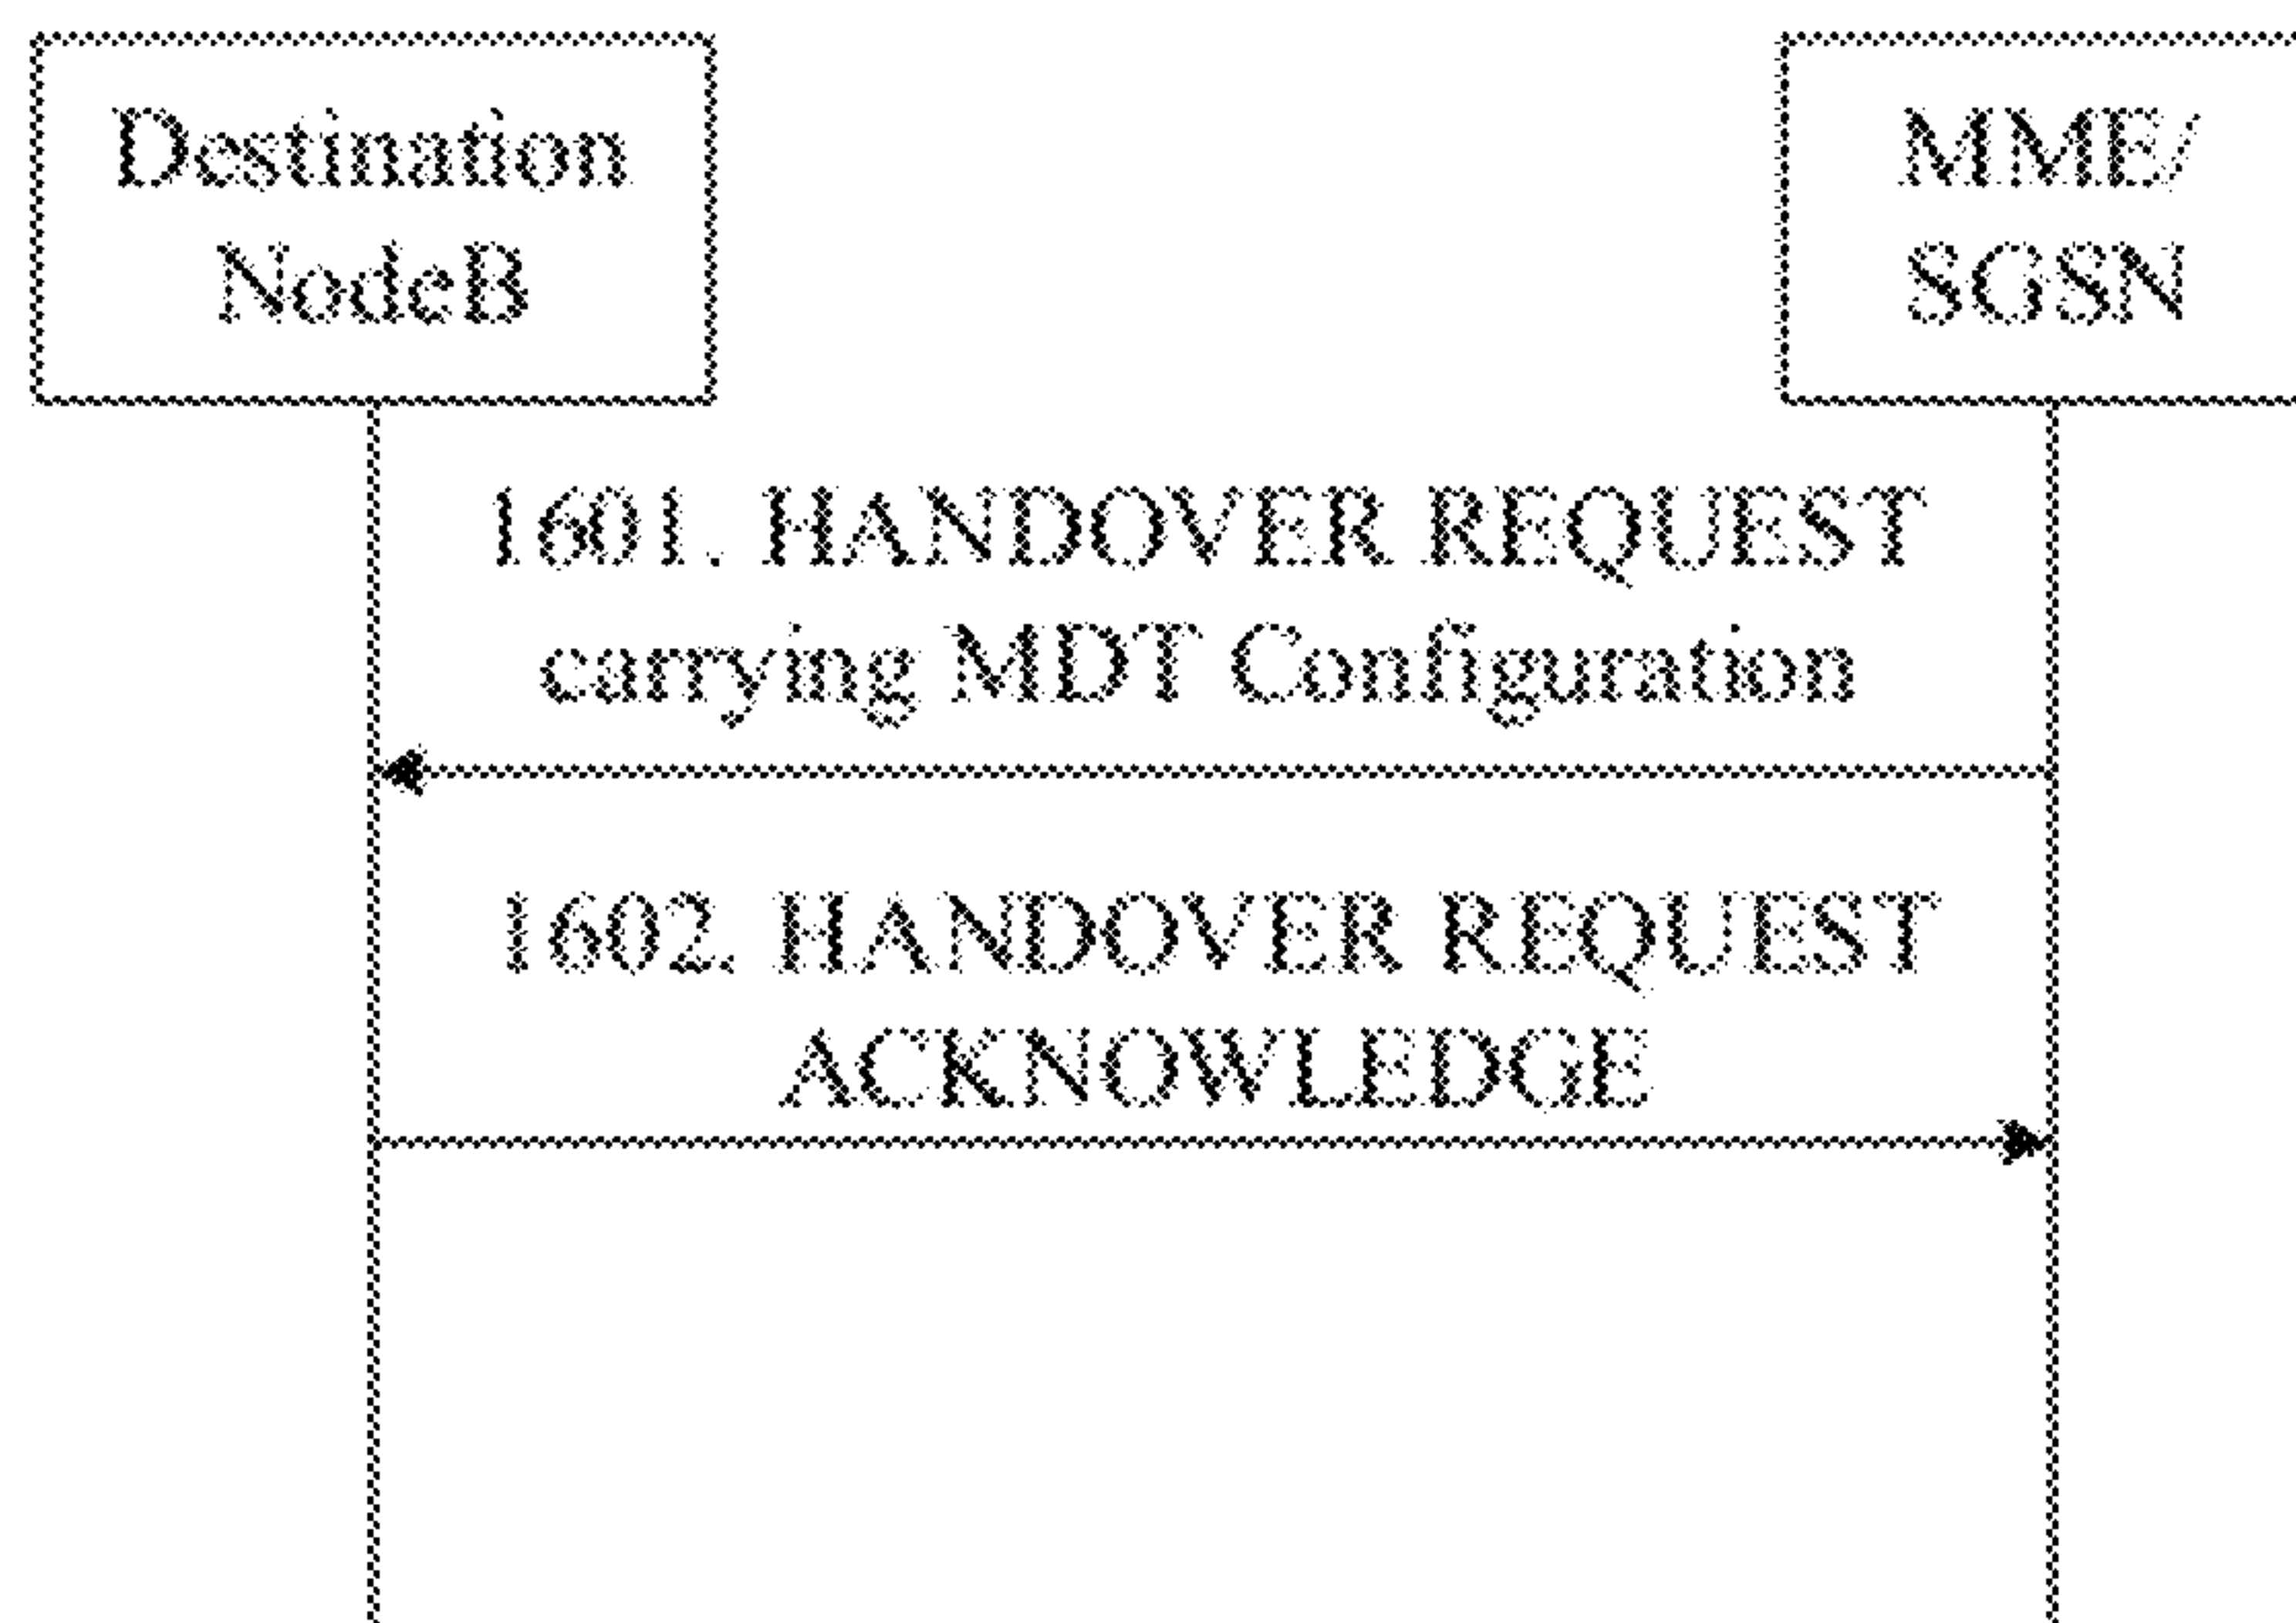 Destination
NodeB
MME/
SGSN
1601. HANDOVER REQUEST
carrying MDT Configuration
1602. HANDOVER REQUEST
ACKNOWLEDGE